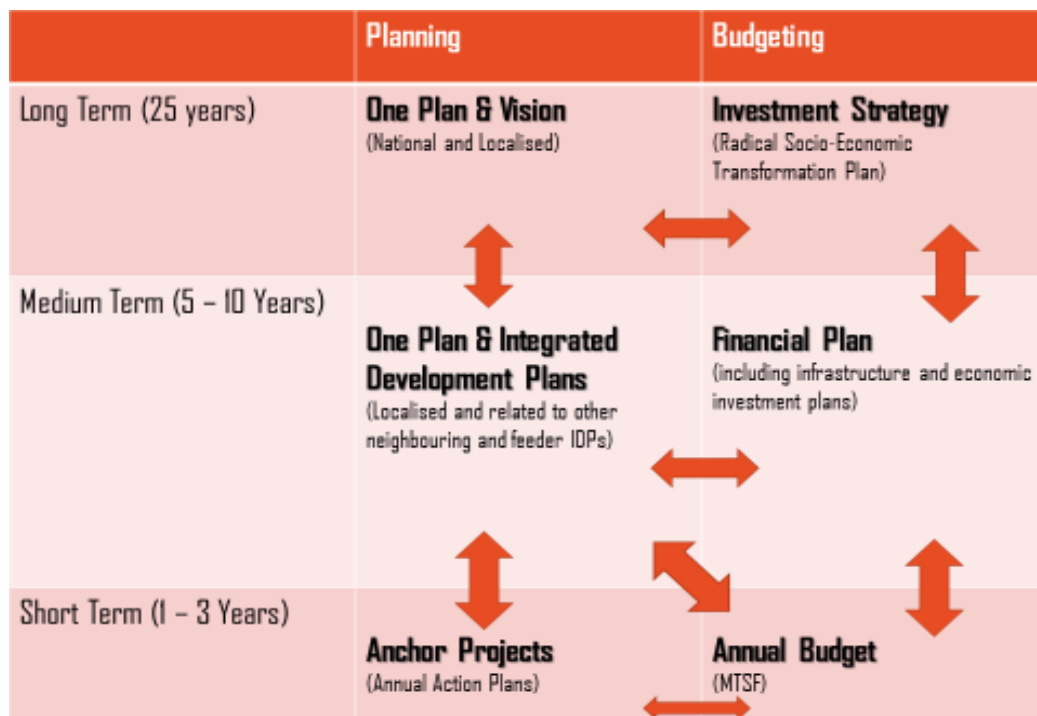 Planning
Budgeting
Long Term (25 years)
One Plan & Vision
(National and Localised)
Investment Strategy
(Radical Socio-Economic
Transformation Plan)
Medium Term (5 – 10 Years)
One Plan & Integrated
Development Plans
(Localised and related to other
neighbouring and feeder IDPs)
Financial Plan
(including infrastructure and economic
investment plans)
Short Term (1 – 3 Years)
Anchor Projects
(Annual Action Plans)
Annual Budget
(MTSF)